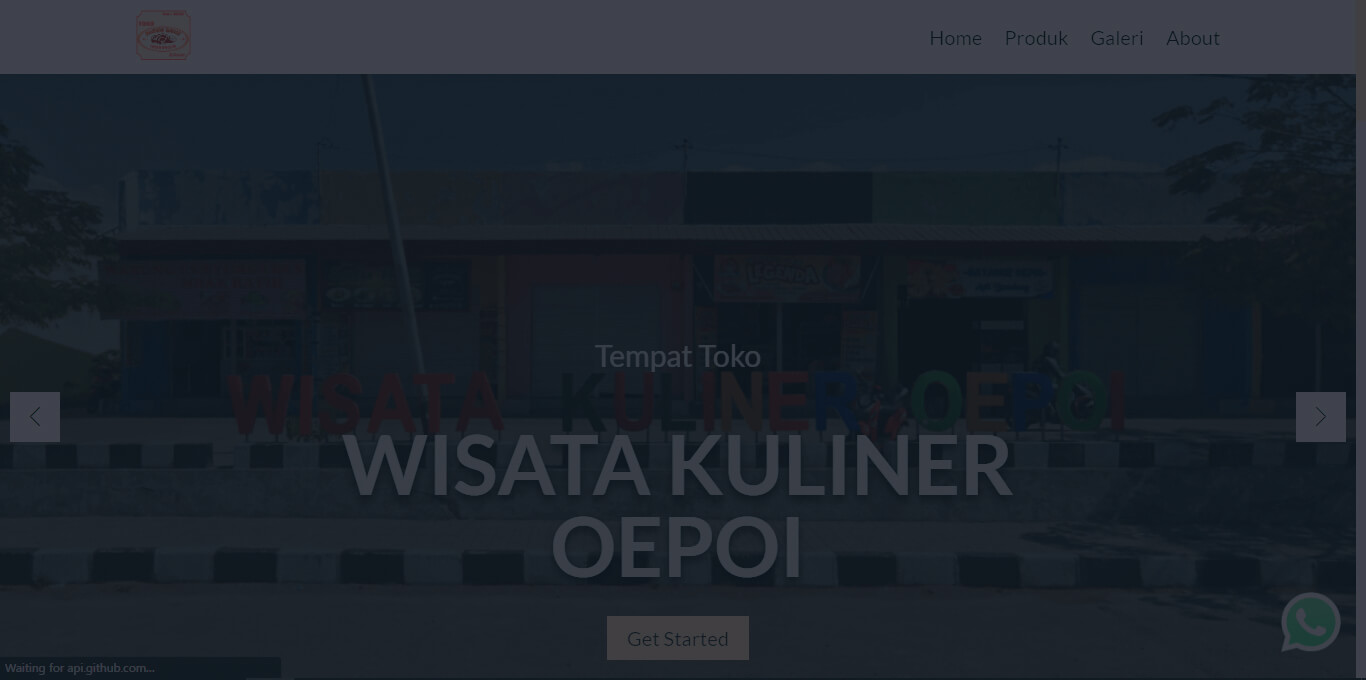 Home Produk Galeri About
LEGENDA
Tempat Toko
WISATA KULINER OEPOI
WISATA KULINER
OEPOI
Get Started
Waiting for api.github.com...